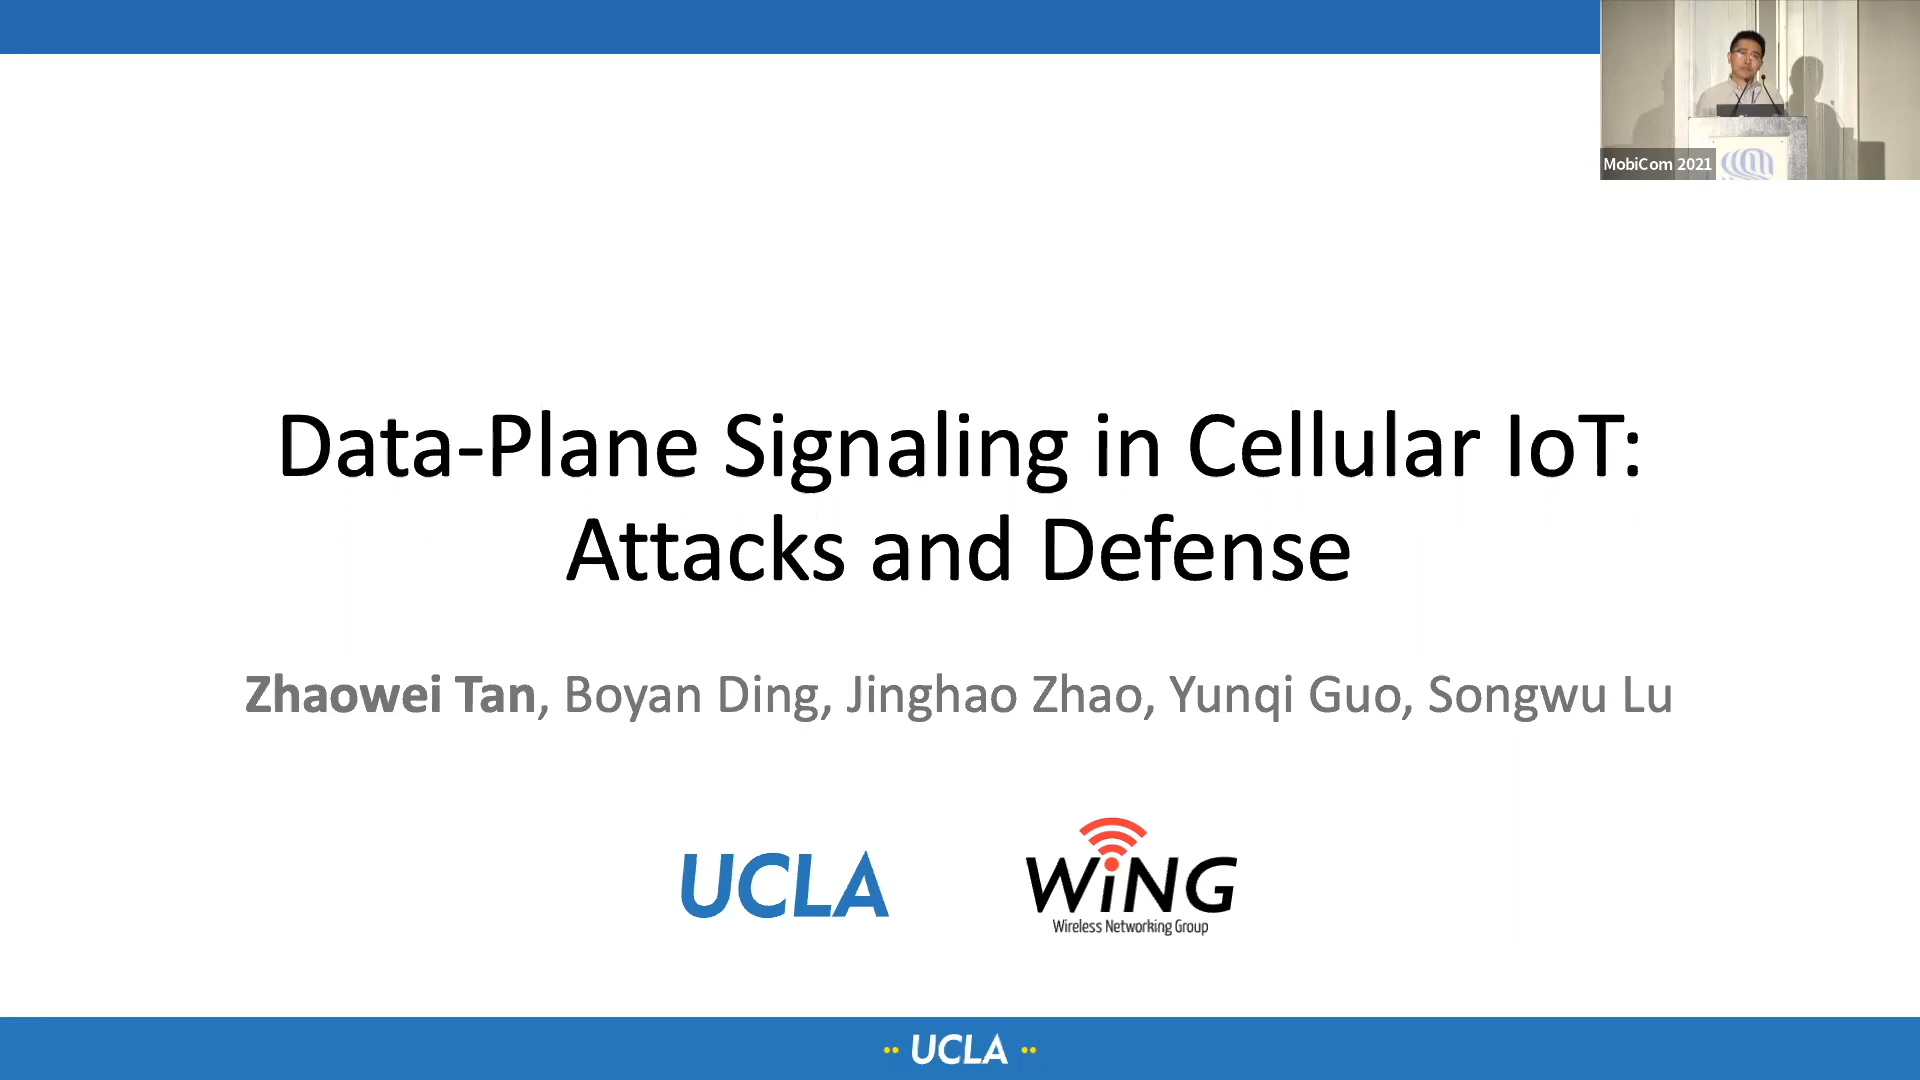 MobiCom 2021
Data-Plane Signaling in Cellular IoT:
Attacks and Defense
Zhaowei Tan, Boyan Ding, Jinghao Zhao, Yunqi Guo, Songwu Lu
UCLA
WiNG
Wireless Networking Group
UCLA